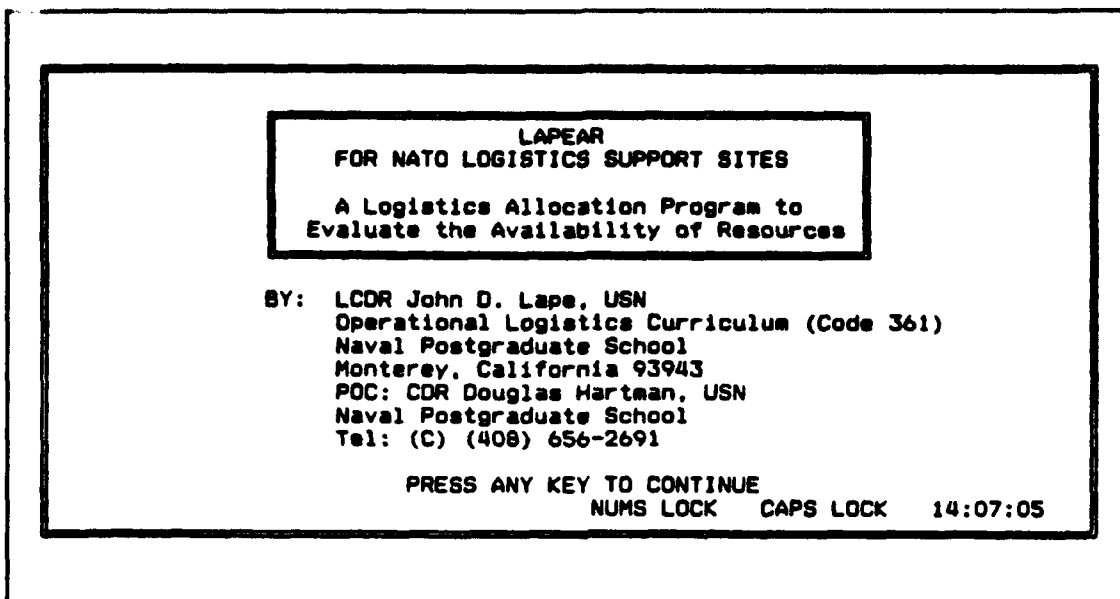 LAPEAR
FOR NATO LOGISTICS SUPPORT SITES
A Logistics Allocation Program to
Evaluate the Availability of Resources
BY: LCDR John D. Lape, USN
Operational Logistics Curriculum (Code 361)
Naval Postgraduate School
Monterey, California 93943
POC: CDR Douglas Hartman, USN
Naval Postgraduate School
Tel: (C) (408) 656-2691
PRESS ANY KEY TO CONTINUE
NUMS LOCK CAPS LOCK 14:07:05